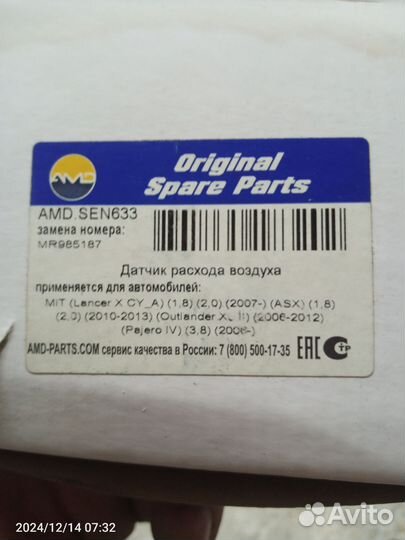 AMD
Original
Spare Parts
AMD.SEN633
замена номера:
MR985187
Датчик расхода воздуха
применяется для автомобилей:
MIT (Lancer X CY_A) (1,8) (2,0) (2007-) (ASX) (1,8)
(2,0) (2010-2013) (Outlander XL II) (2006-2012)
(Pajero IV) (3,8) (2006-)
AMD-PARTS.COM сервис качества в России: 7 (800) 500-17-35
EAC
ТР
2024/12/14 07:32
Avito